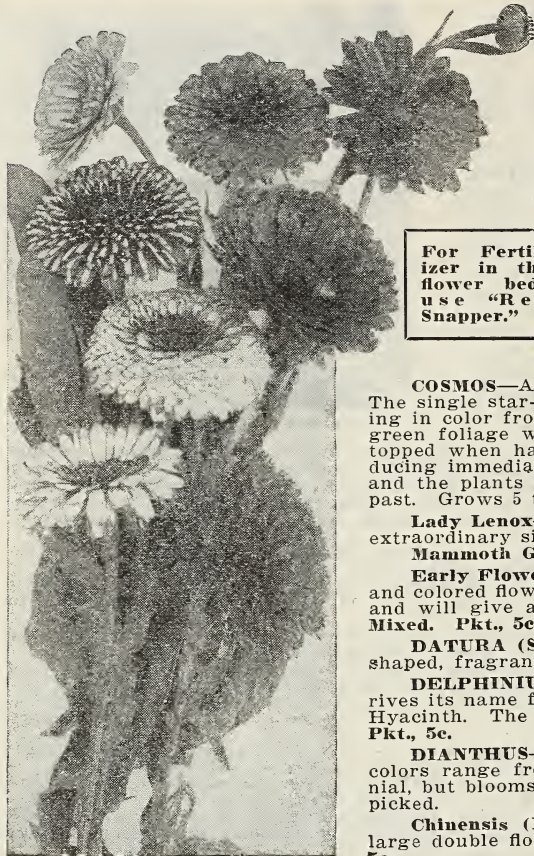 For Fertil
izer in th
flower bed
use "Re
Snapper."
COSMOS—A
The single star-
ing in color fro
green foliage w
topped when ha
ducing immedia
and the plants
past. Grows 5 t
Lady Lenox-
extraordinary si
Mammoth G
Early Flowe
and colored flow
and will give a
Mixed. Pkt., 5c
DATURA (S
shaped, fragran
DELPHINIU
rives its name f
Hyacinth. The
Pkt., 5c.
DIANTHUS-
colors range fre
nial, but blooms
picked.
Chinensis (
large double flo